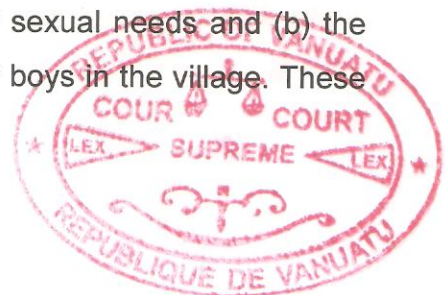 sexual needs and (b) the
boys in the village. These
REPUBLIC OF VANUATU
COUR COURT
LEX SUPREME LEX
REPUBLIQUE DE VANUATU